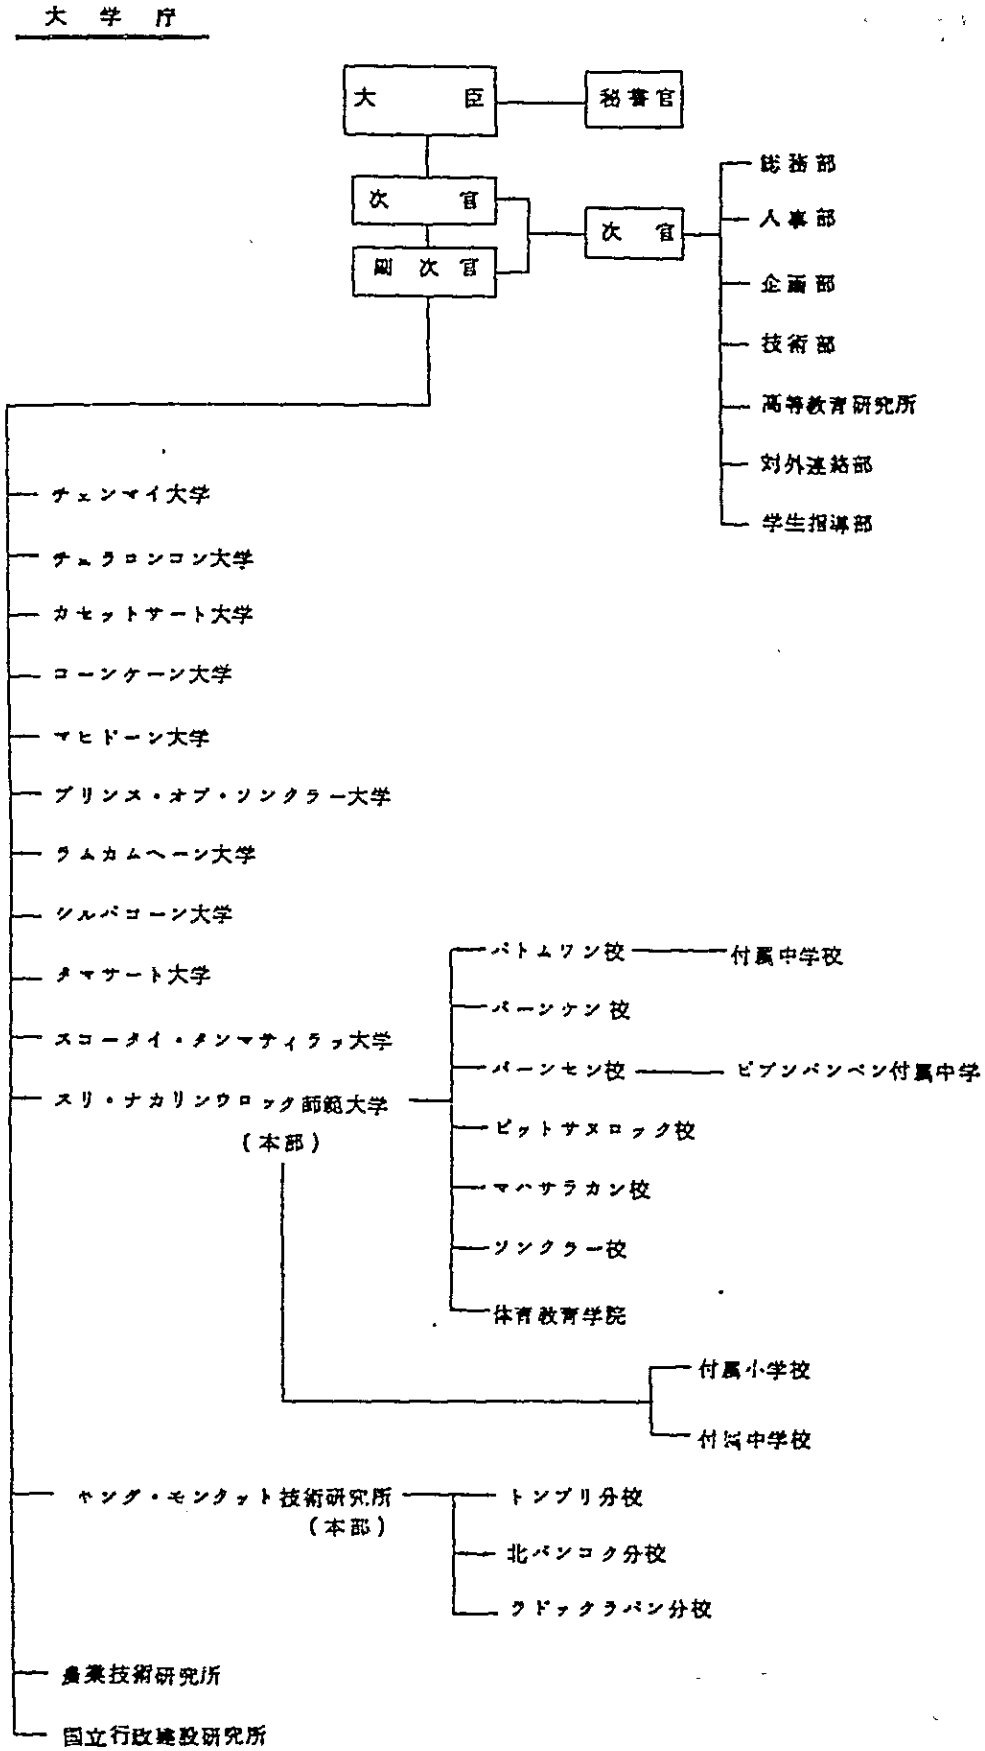 大学庁
大臣
秘書官
次官
副次官
次官
総務部
人事部
企画部
技術部
高等教育研究所
対外連絡部
学生指導部
チェンマイ大学
チュラロンコン大学
カセットサート大学
コーンケーン大学
マヒドーン大学
プリンス・オブ・ソンクラー大学
ラムカムヘーン大学
シルパコーン大学
タマサート大学
スコータイ・タンマティラッ大学
スリ・ナカリンウロック師範大学
(本部)
パトムワン校
付属中学校
バーンケン校
バーンセン校
ピブンバンペン付属中学
ピットサヌロック校
マハサラカン校
ソンクラー校
体育教育学院
付属小学校
付属中学校
キング・モンクット技術研究所
(本部)
トンブリ分校
北バンコク分校
ラドックラバン分校
農業技術研究所
国立行政建設研究所